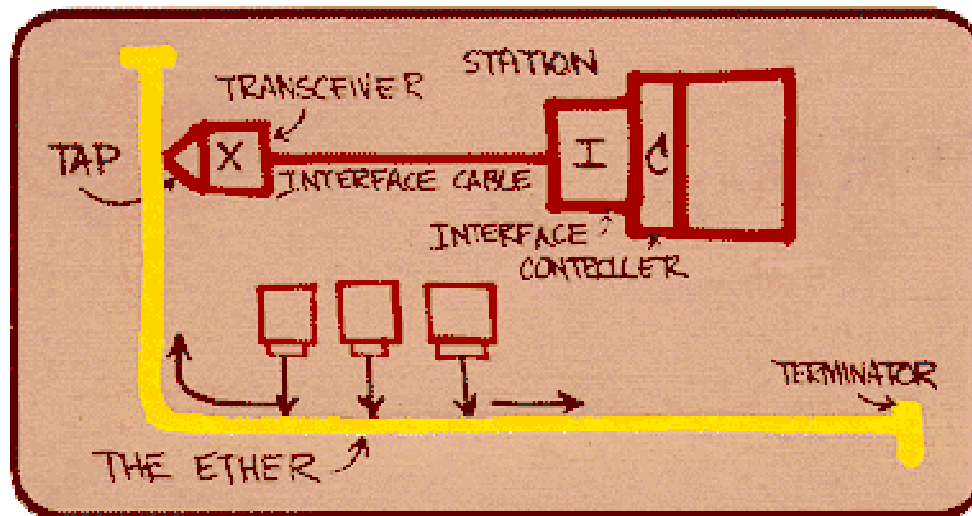 STATION
TRANSCEIVER
TAP
X
I
C
INTERFACE CABLE
INTERFACE
CONTROLLER
TERMINATOR
THE ETHER